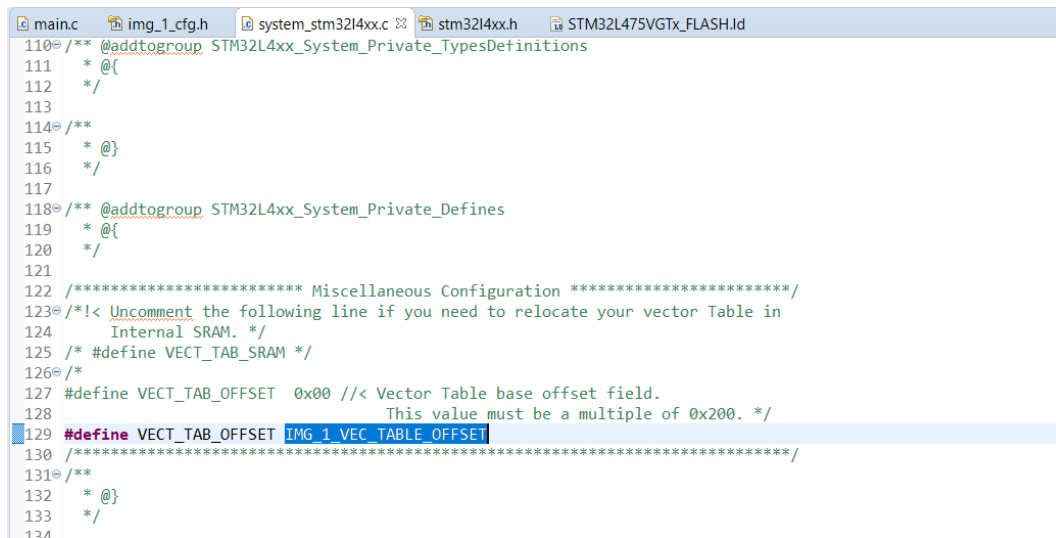 main.c img_1_cfg.h system_stm32l4xx.c stm32l4xx.h STM32L475VGTx_FLASH.ld
110 /** @addtogroup STM32L4xx_System_Private_TypesDefinitions
111 * @{
112 */
113
114 /**
115 * @}
116 */
117
118 /** @addtogroup STM32L4xx_System_Private_Defines
119 * @{
120 */
121
122 /************************* Miscellaneous Configuration ************************/
123 /*!< Uncomment the following line if you need to relocate your vector Table in
124 Internal SRAM. */
125 /* #define VECT_TAB_SRAM */
126 /*
127 #define VECT_TAB_OFFSET 0x00 //< Vector Table base offset field.
128 This value must be a multiple of 0x200. */
129 #define VECT_TAB_OFFSET IMG_1_VEC_TABLE_OFFSET
130 /******************************************************************************/
131 /**
132 * @}
133 */
134